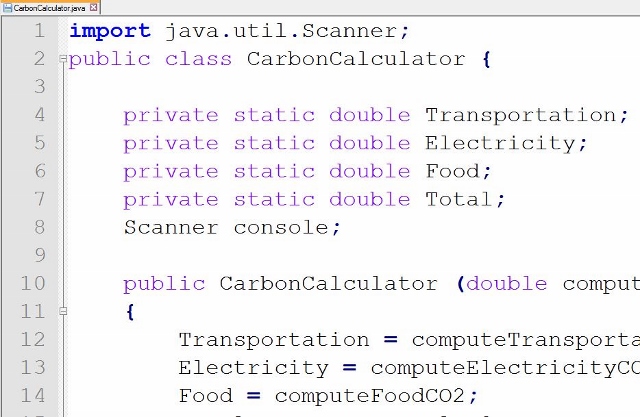 CarbonCalculator.java
1 import java.util.Scanner;
2 public class CarbonCalculator {
3
4 private static double Transportation;
5 private static double Electricity;
6 private static double Food;
7 private static double Total;
8 Scanner console;
9
10 public CarbonCalculator (double comput
11 {
12 Transportation = computeTransporta
13 Electricity = computeElectricityCO
14 Food = computeFoodCO2;